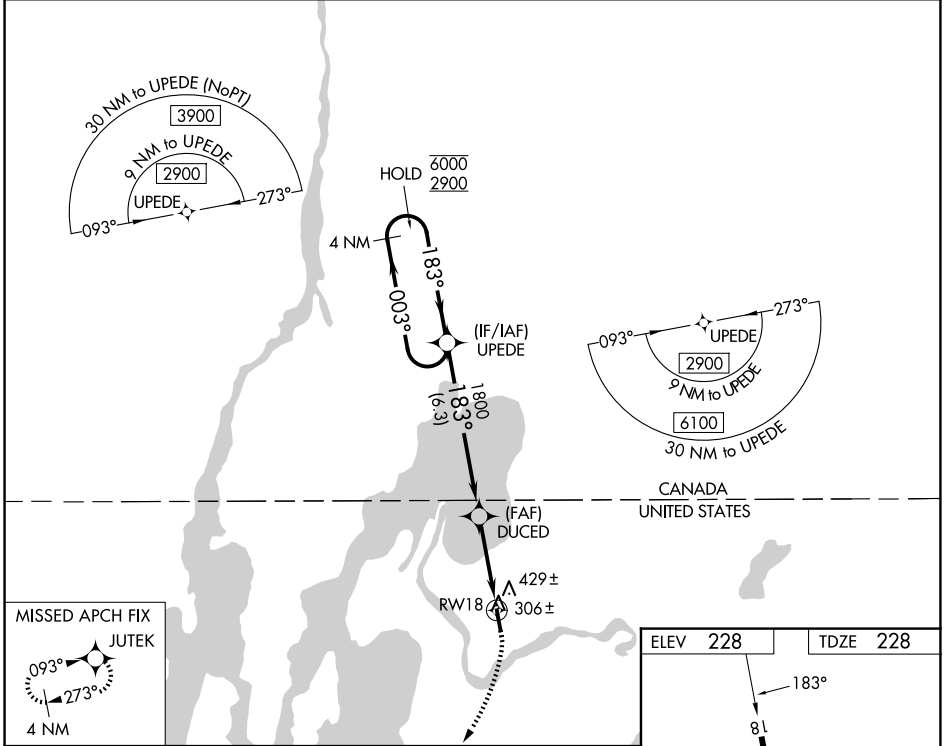 30 NM to UPEDE (NoPT)
3900
9 NM to UPEDE
2900
UPEDE
093°
273°
HOLD
6000
2900
4 NM
183°
003°
(IF/IAF)
UPEDE
1800
183°
(6.3)
093°
273°
UPEDE
2900
9 NM to UPEDE
6100
30 NM to UPEDE
CANADA
UNITED STATES
(FAF)
DUCED
429±
RW18
306±
MISSED APCH FIX
JUTEK
093°
273°
4 NM
ELEV 228
TDZE 228
183°
18